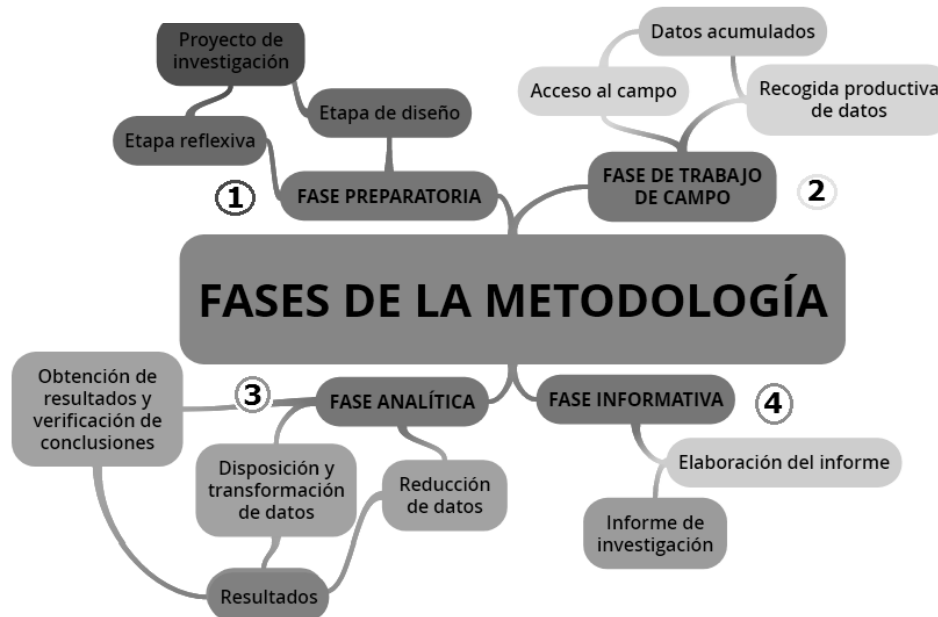 Proyecto de
investigación
Etapa de diseño
Etapa reflexiva
1
FASE PREPARATORIA
Datos acumulados
Acceso al campo
Recogida productiva
de datos
FASE DE TRABAJO
DE CAMPO
2
FASES DE LA METODOLOGÍA
Obtención de
resultados y
verificación de
conclusiones
3
FASE ANALÍTICA
Disposición y
transformación
de datos
Reducción
de datos
Resultados
FASE INFORMATIVA
4
Elaboración del informe
Informe de
investigación